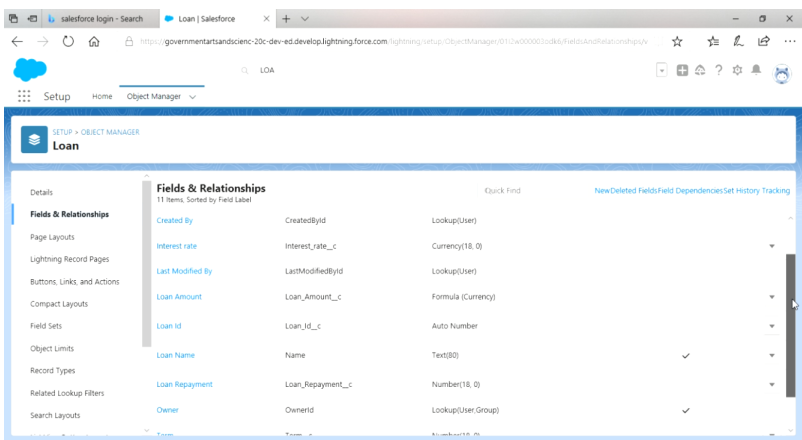 salesforce login - Search
Loan | Salesforce
https://governmentartsandscienc-20c-dev-ed.develop.lightning.force.com/lightning/setup/ObjectManager/
LOA
Setup
Home
Object Manager
SETUP > OBJECT MANAGER
Loan
Details
Fields & Relationships
Page Layouts
Lightning Record Pages
Buttons, Links, and Actions
Compact Layouts
Field Sets
Object Limits
Record Types
Related Lookup Filters
Search Layouts
Fields & Relationships
11 Items, Sorted by Field Label
Quick Find
New Deleted Fields Field Dependencies Set History Tracking
Created By CreatedById Lookup(User)
Interest rate Interest_rate__c Currency(18, 0)
Last Modified By LastModifiedById Lookup(User)
Loan Amount Loan_Amount__c Formula (Currency)
Loan Id Loan_Id__c Auto Number
Loan Name Name Text(80)
Loan Repayment Loan_Repayment__c Number(18, 0)
Owner OwnerId Lookup(User,Group)
Term Term__c Number(18, 0)